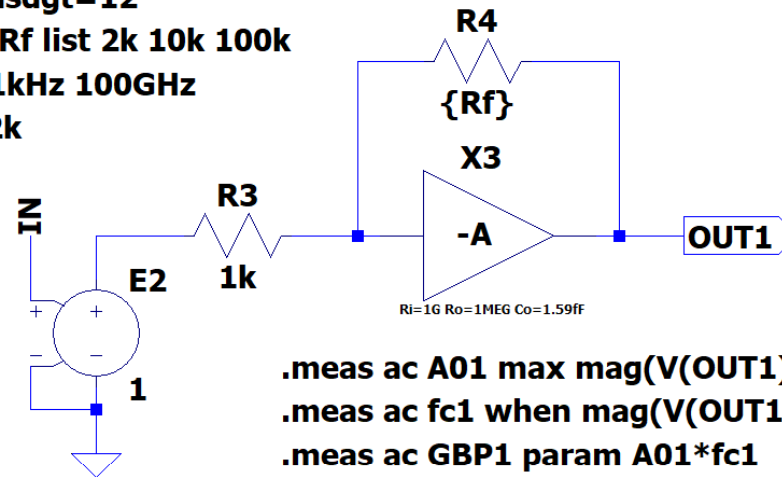 Rf list 2k 10k 100k
1kHz 100GHz
2k
R4
{Rf}
X3
IN
R3
-A
OUT1
E2
1k
+ +
Ri=1G Ro=1MEG Co=1.59fF
- -
1
.meas ac A01 max mag(V(OUT1)
.meas ac fc1 when mag(V(OUT1
.meas ac GBP1 param A01*fc1